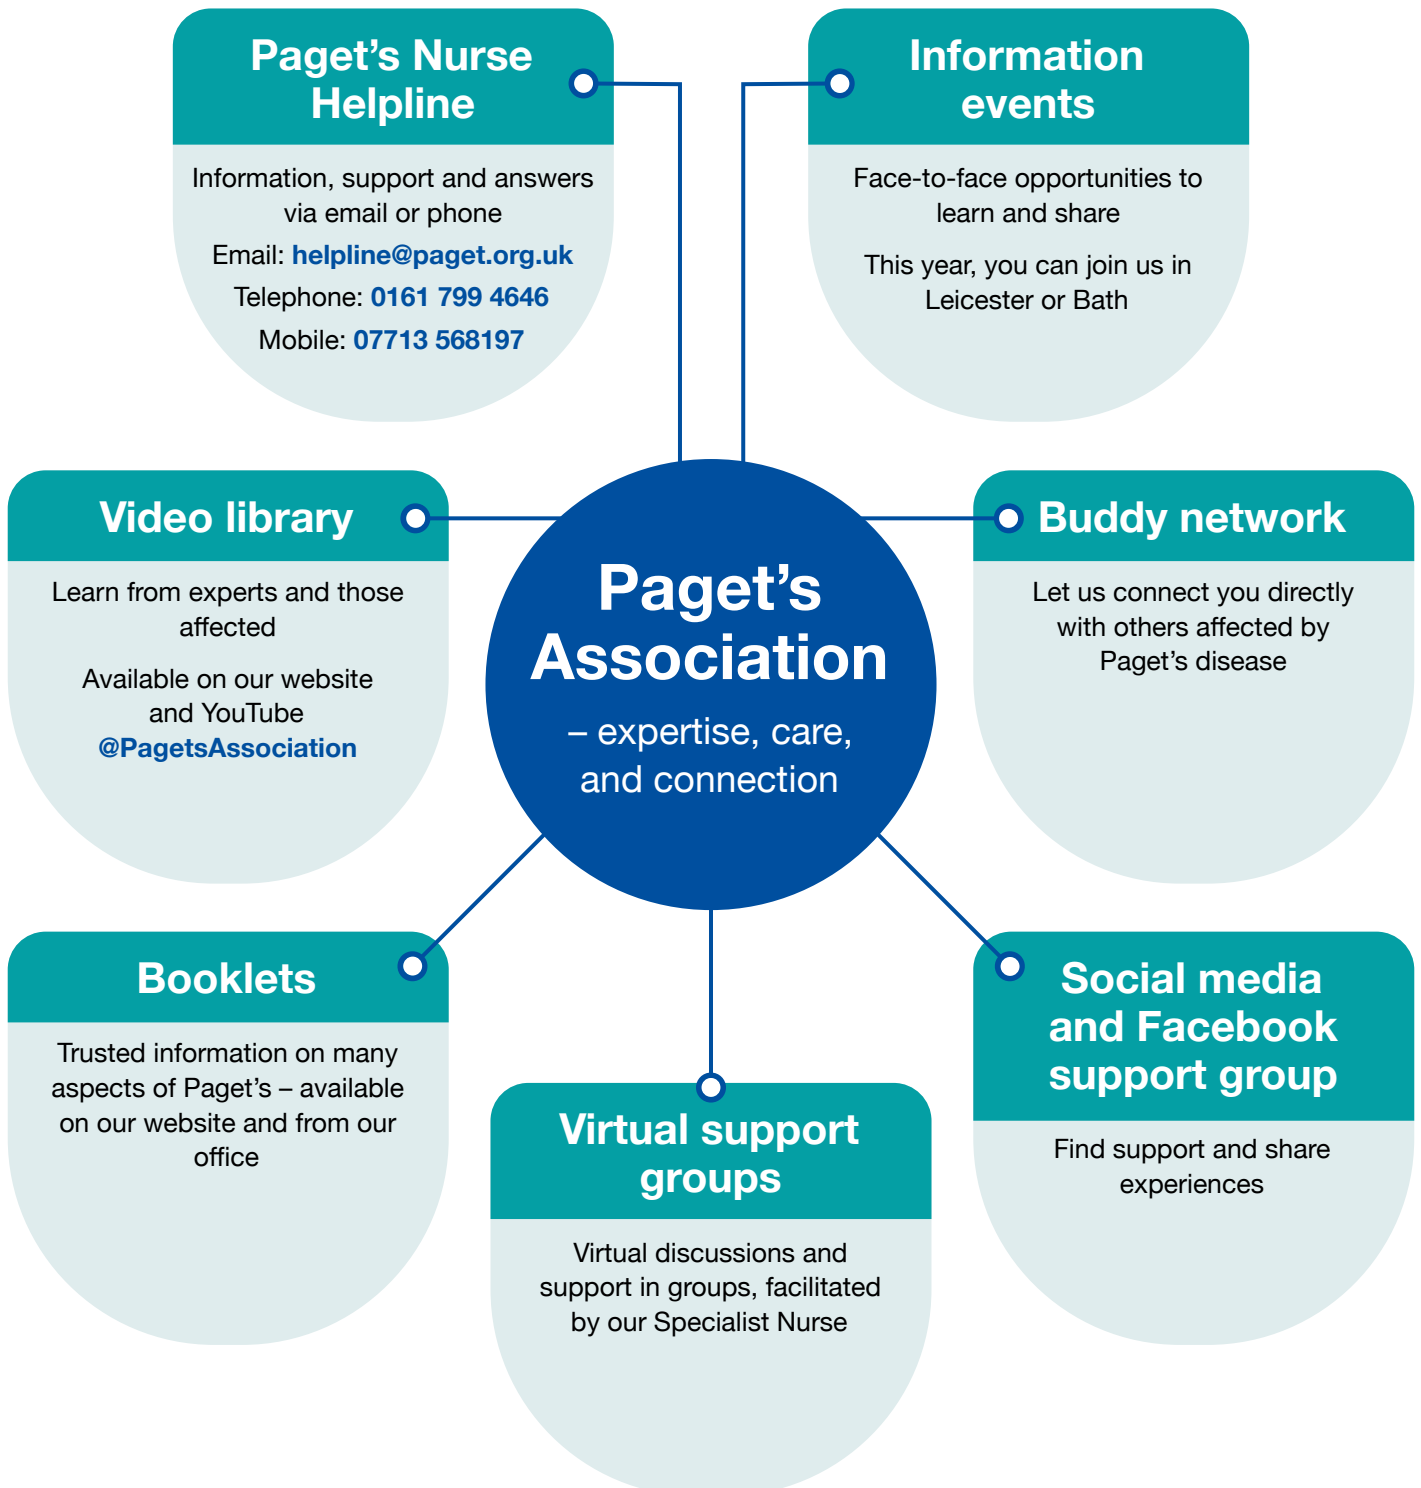 Paget’s Nurse
Helpline
Information, support and answers
via email or phone
Email: helpline@paget.org.uk
Telephone: 0161 799 4646
Mobile: 07713 568197
Information
events
Face-to-face opportunities to
learn and share
This year, you can join us in
Leicester or Bath
Video library
Learn from experts and those
affected
Available on our website
and YouTube
@PagetsAssociation
Paget’s
Association
– expertise, care,
and connection
Buddy network
Let us connect you directly
with others affected by
Paget’s disease
Booklets
Trusted information on many
aspects of Paget’s – available
on our website and from our
office
Virtual support
groups
Virtual discussions and
support in groups, facilitated
by our Specialist Nurse
Social media
and Facebook
support group
Find support and share
experiences